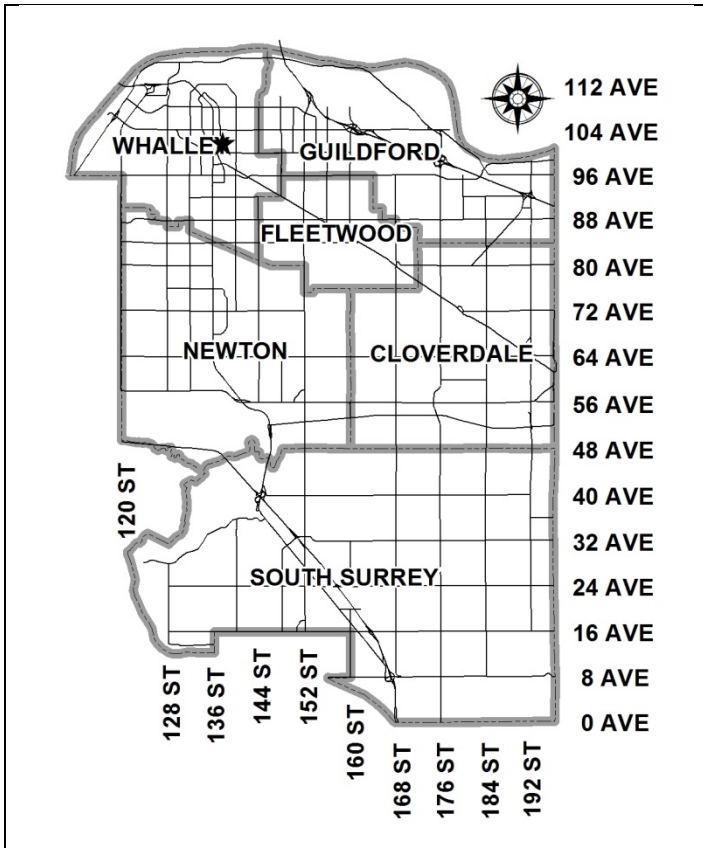 112 AVE
104 AVE
WHALLE
GUILDFORD
96 AVE
88 AVE
FLEETWOOD
80 AVE
72 AVE
NEWTON
CLOVERDALE
64 AVE
56 AVE
48 AVE
120 ST
40 AVE
32 AVE
SOUTH SURREY
24 AVE
16 AVE
128 ST
136 ST
144 ST
152 ST
160 ST
8 AVE
0 AVE
168 ST
176 ST
184 ST
192 ST